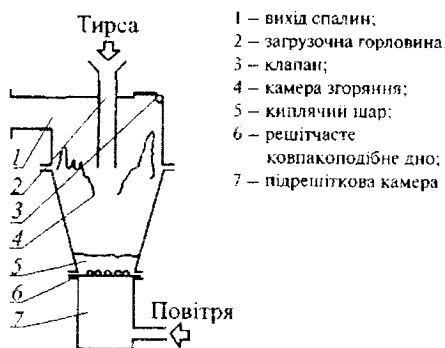 Тирса
1 – вихід спалин;
2 – загрузочна горловина
3 – клапан;
4 – камера згоряння;
5 – киплячий шар;
6 – решітчасте
ковпакоподібне дно;
7 – підрешіткова камера
1
2
3
4
5
6
7
Повітря